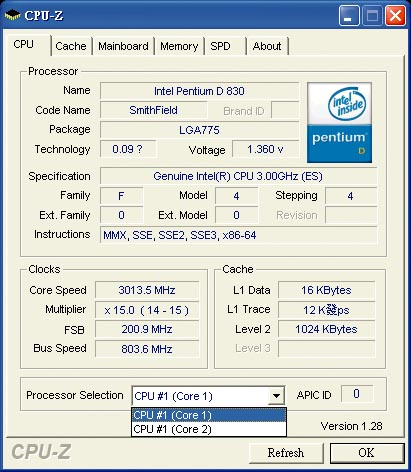 CPU-Z
CPU Cache Mainboard Memory SPD About
Processor
Name Intel Pentium D 830
Code Name SmithField Brand ID
Package LGA775
Technology 0.09 ? Voltage 1.360 v
intel inside
pentium D
Specification Genuine Intel(R) CPU 3.00GHz (ES)
Family F Model 4 Stepping 4
Ext. Family 0 Ext. Model 0 Revision
Instructions MMX, SSE, SSE2, SSE3, x86-64
Clocks
Core Speed 3013.5 MHz
Multiplier x 15.0 ( 14 - 15 )
FSB 200.9 MHz
Bus Speed 803.6 MHz
Cache
L1 Data 16 KBytes
L1 Trace 12 K發ps
Level 2 1024 KBytes
Level 3
Processor Selection CPU #1 (Core 1) APIC ID 0
CPU #1 (Core 1)
CPU #1 (Core 2)
Version 1.28
CPU-Z Refresh OK